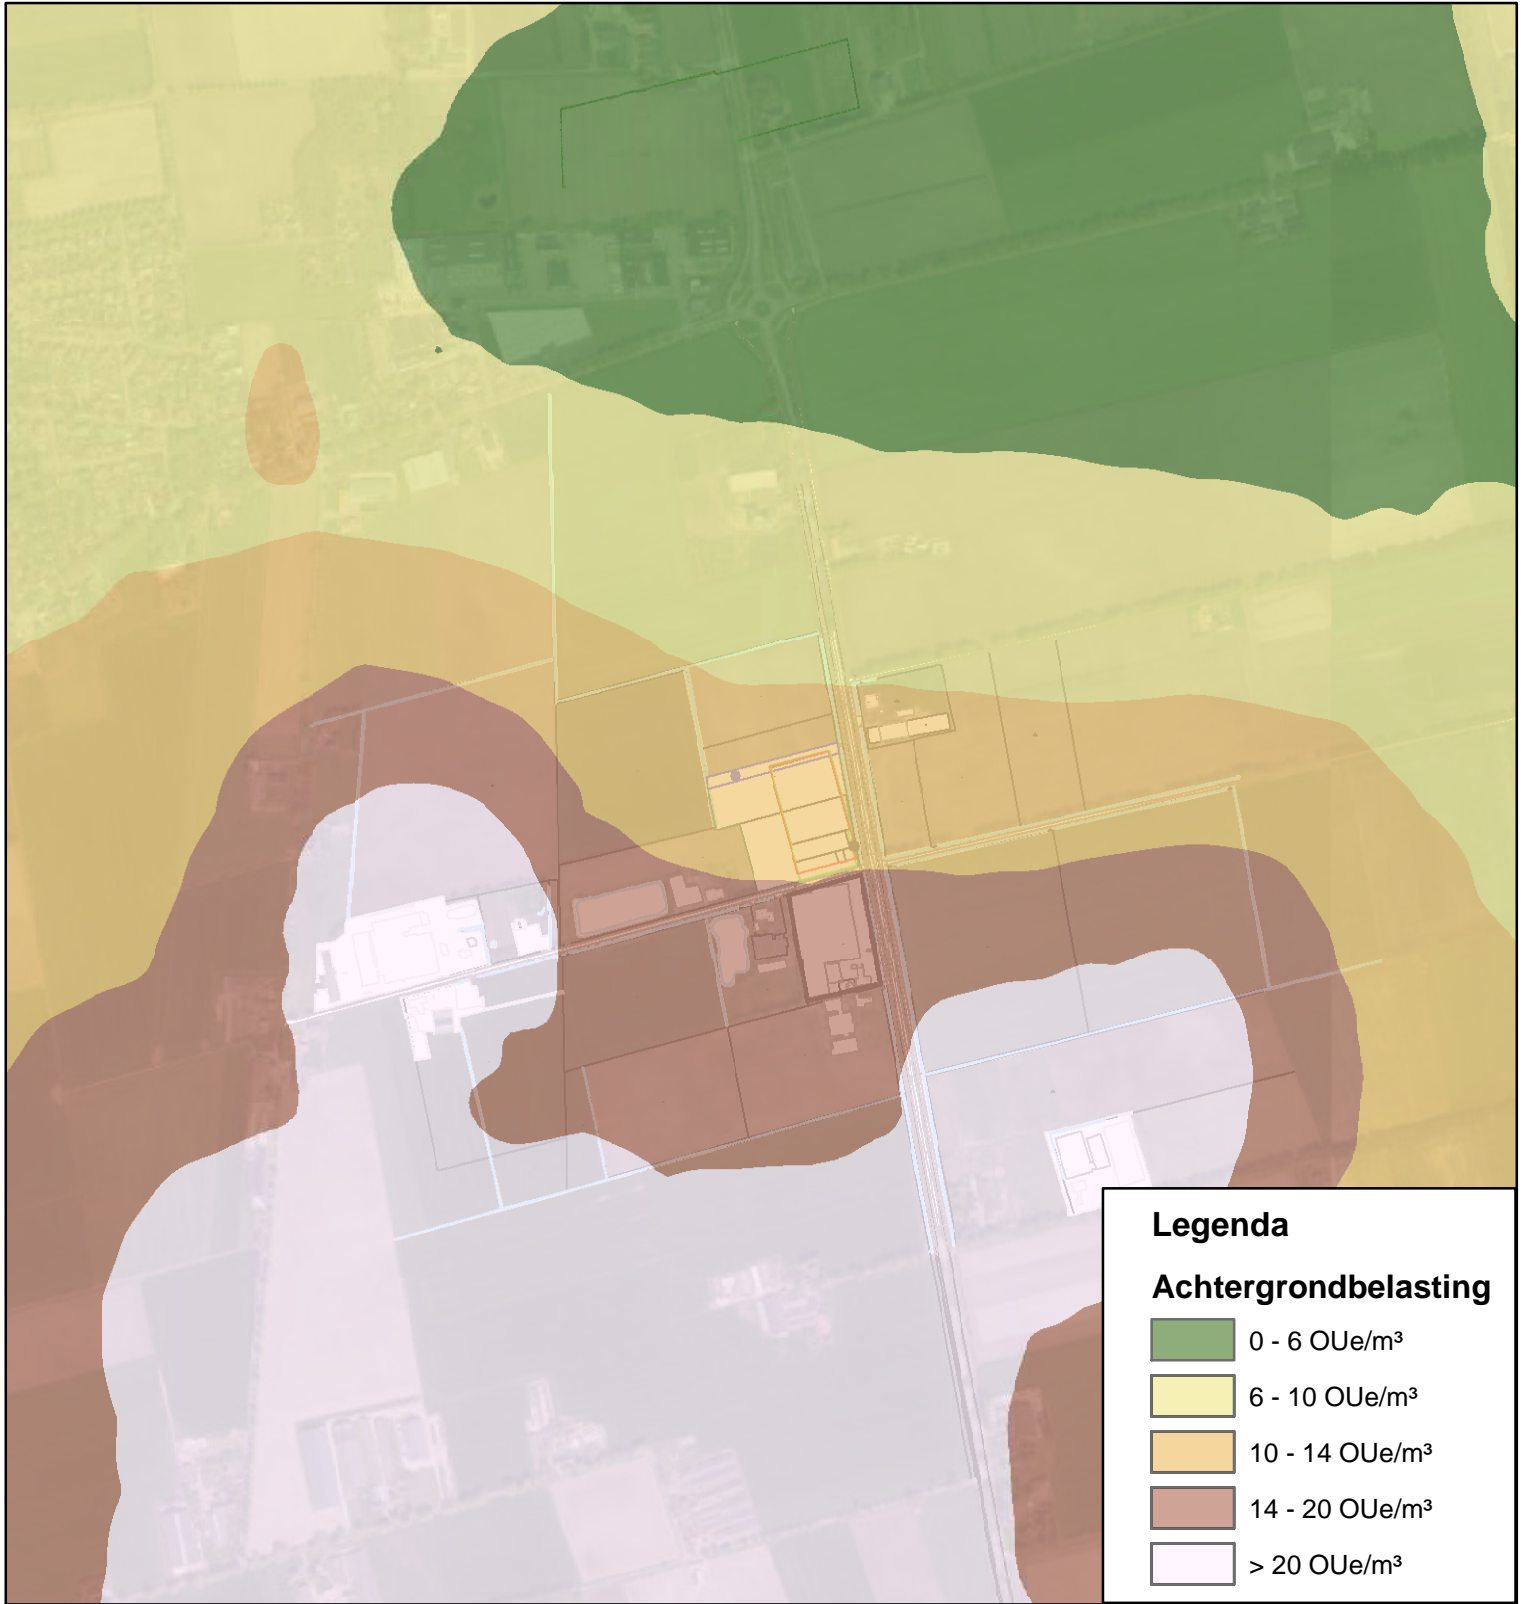 Legenda
Achtergrondbelasting
0 - 6 OUe/m³
6 - 10 OUe/m³
10 - 14 OUe/m³
14 - 20 OUe/m³
> 20 OUe/m³